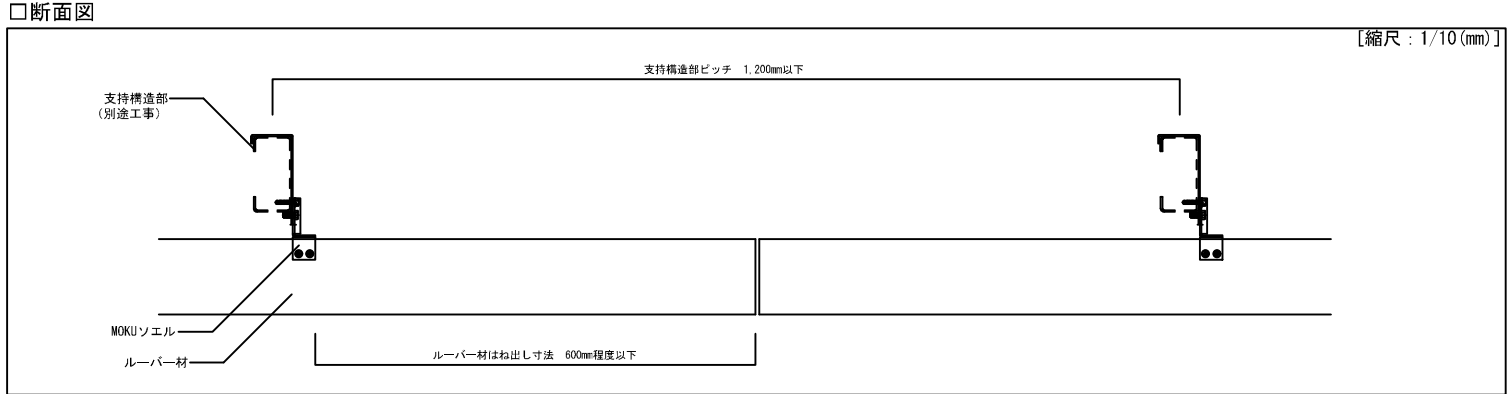 □断面図
[縮尺：1/10(mm)]
支持構造部ピッチ　1,200mm以下
支持構造部
(別途工事)
MOKUソエル
ルーバー材はね出し寸法　600mm程度以下
ルーバー材